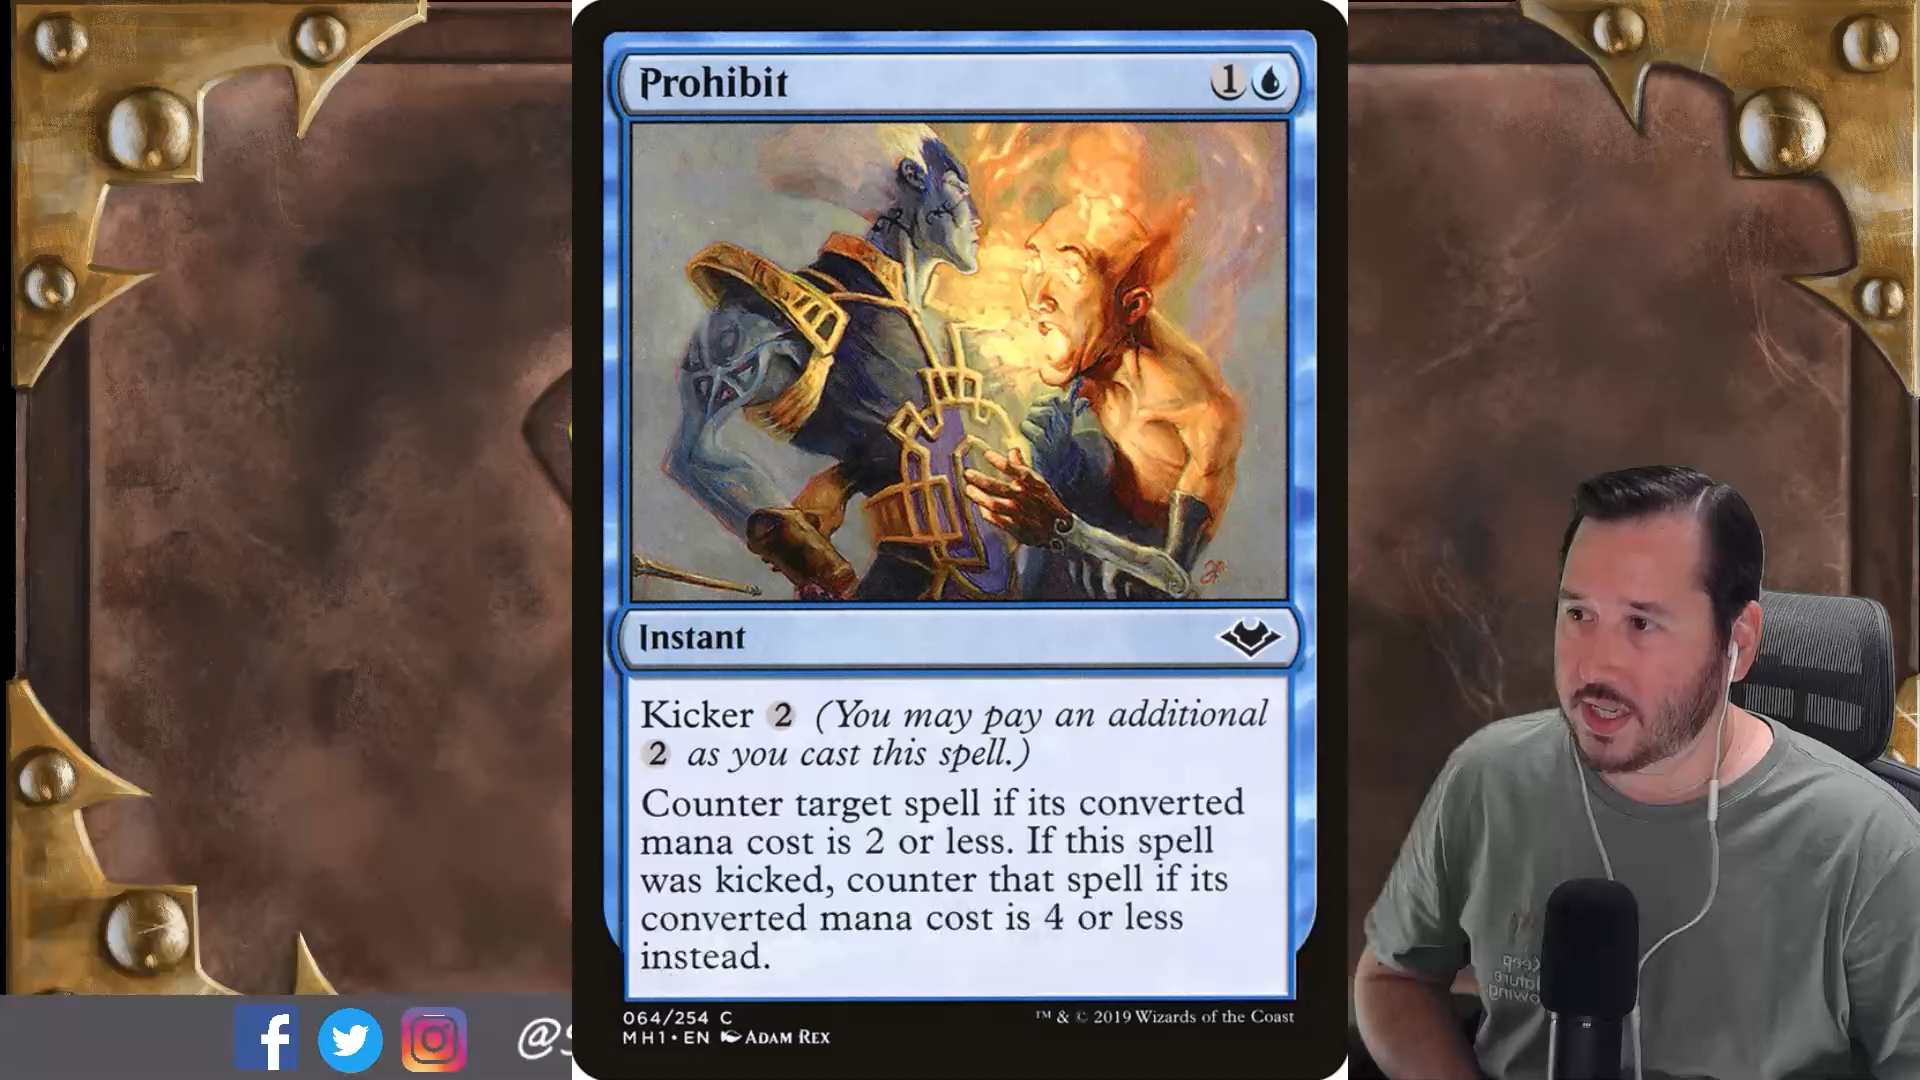 Prohibit 1
Instant
Kicker 2 (You may pay an additional
2 as you cast this spell.)
Counter target spell if its converted
mana cost is 2 or less. If this spell
was kicked, counter that spell if its
converted mana cost is 4 or less
instead.
064/254 C
MH1 • EN ADAM REX
™ & © 2019 Wizards of the Coast
Keep
@